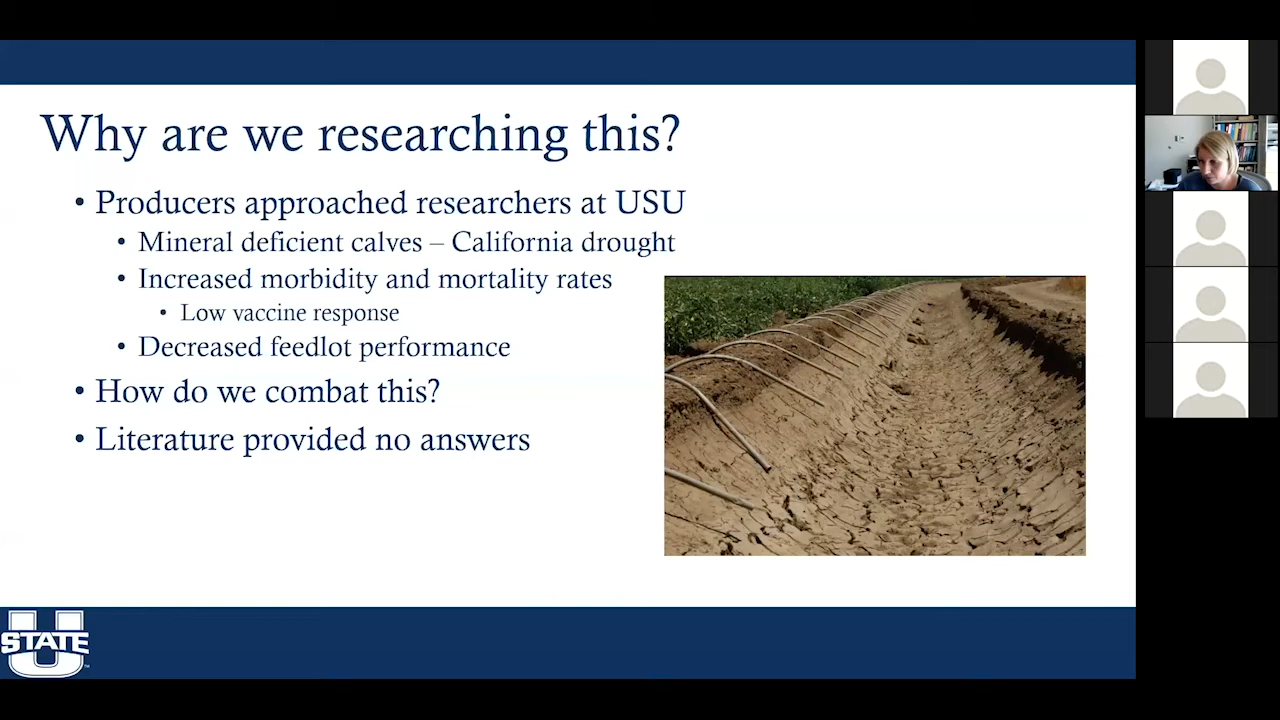 Why are we researching this?
• Producers approached researchers at USU
• Mineral deficient calves – California drought
• Increased morbidity and mortality rates
• Low vaccine response
• Decreased feedlot performance
• How do we combat this?
• Literature provided no answers
U
STATE
TM